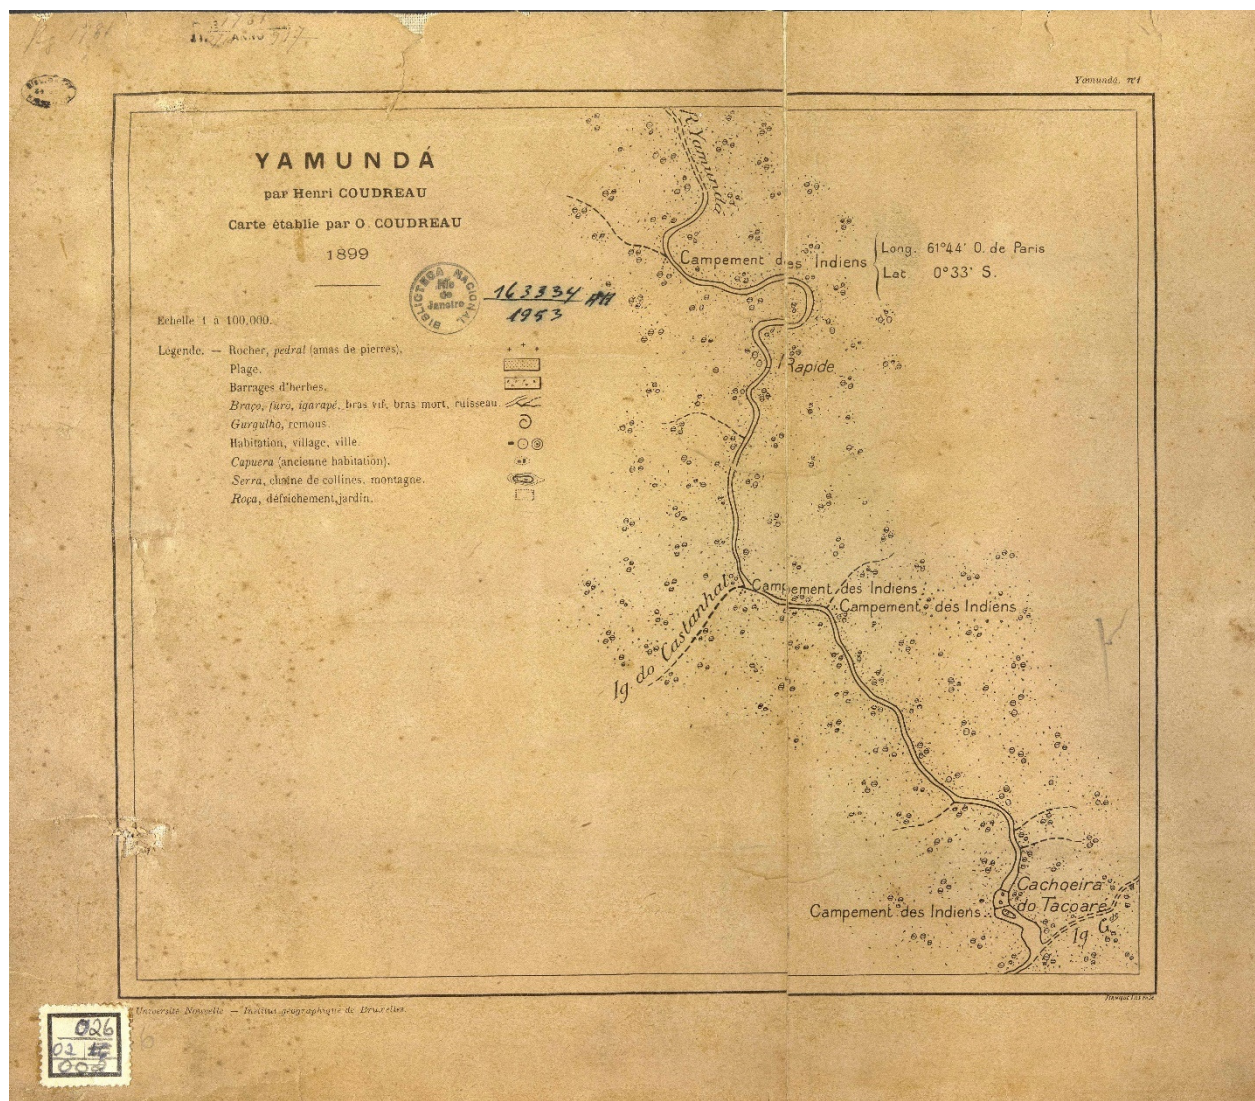 Yamundá, nº1
YAMUNDÁ
par Henri COUDREAU
Carte établie par O. COUDREAU
1899
BIBLIOTECA NACIONAL
Rio de Janeiro
163334
1953
Echelle 1 à 100,000.
Légende. — Rocher, pedral (amas de pierres).
Plage.
Barrages d'herbes.
Braço, furo, igarapé, bras vif, bras mort, ruisseau.
Gurgulho, remous.
Habitation, village, ville.
Capuera (ancienne habitation).
Serra, chaîne de collines, montagne.
Roça, défrichement, jardin.
R. Yamundá
Campement des Indiens
Long. 61°44' O. de Paris
Lat. 0°33' S.
Rapide
Campement des Indiens
Campement des Indiens
Ig. do Castanhal
Cachoeira
do Tacoaré
Campement des Indiens
Ig. G.
Université Nouvelle — Institut géographique de Bruxelles.
026
02
002